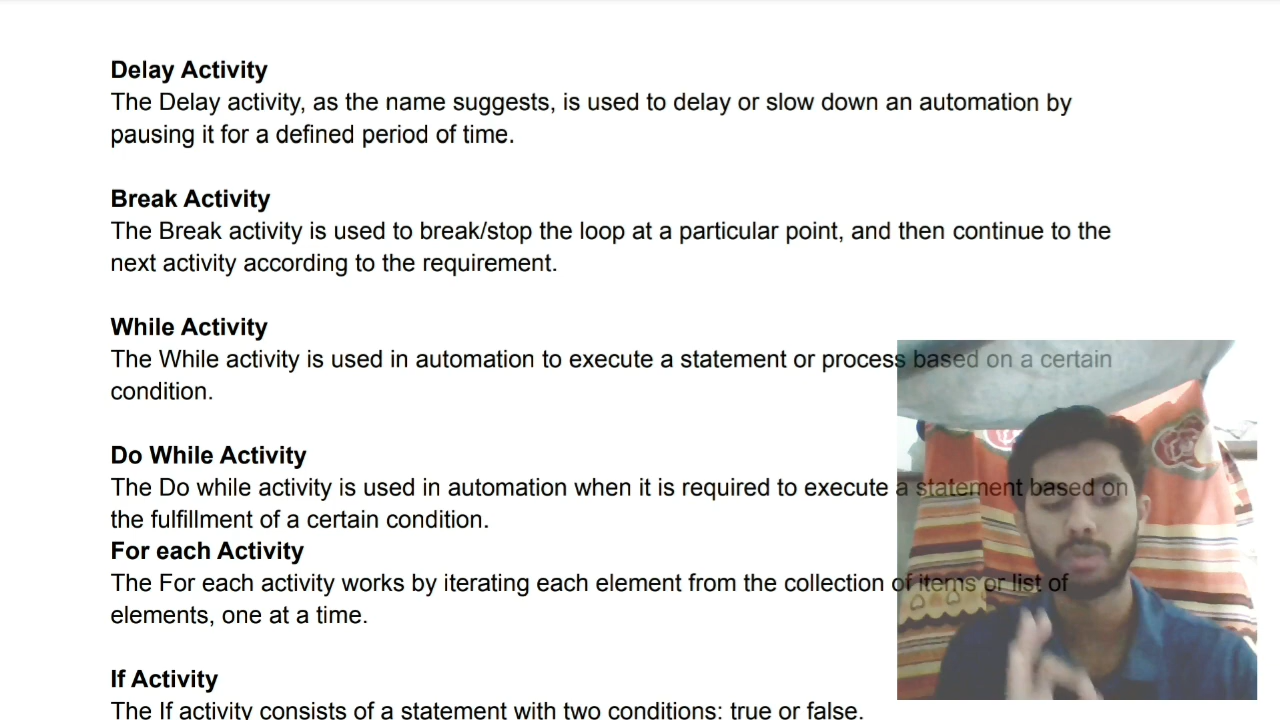 Delay Activity
The Delay activity, as the name suggests, is used to delay or slow down an automation by
pausing it for a defined period of time.
Break Activity
The Break activity is used to break/stop the loop at a particular point, and then continue to the
next activity according to the requirement.
While Activity
The While activity is used in automation to execute a statement or process based on a certain
condition.
Do While Activity
The Do while activity is used in automation when it is required to execute a statement based on
the fulfillment of a certain condition.
For each Activity
The For each activity works by iterating each element from the collection of items or list of
elements, one at a time.
If Activity
The If activity consists of a statement with two conditions: true or false.